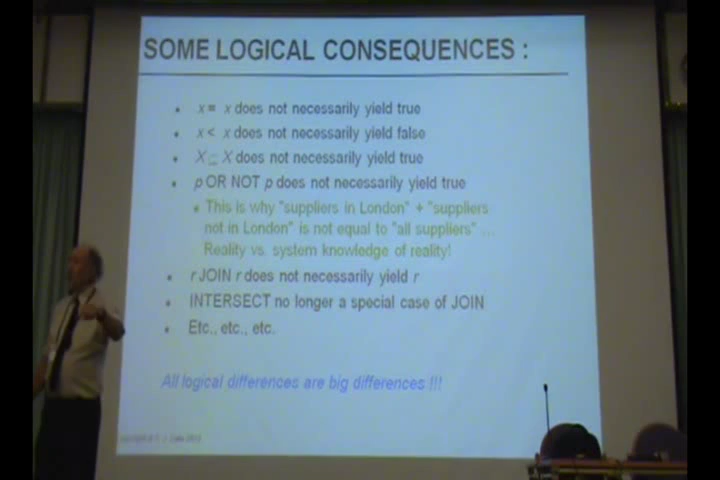 SOME LOGICAL CONSEQUENCES :
x = x does not necessarily yield true
x < x does not necessarily yield false
X ⊆ X does not necessarily yield true
p OR NOT p does not necessarily yield true
This is why "suppliers in London" + "suppliers
not in London" is not equal to "all suppliers" ...
Reality vs. system knowledge of reality!
r JOIN r does not necessarily yield r
INTERSECT no longer a special case of JOIN
Etc., etc., etc.
All logical differences are big differences !!!